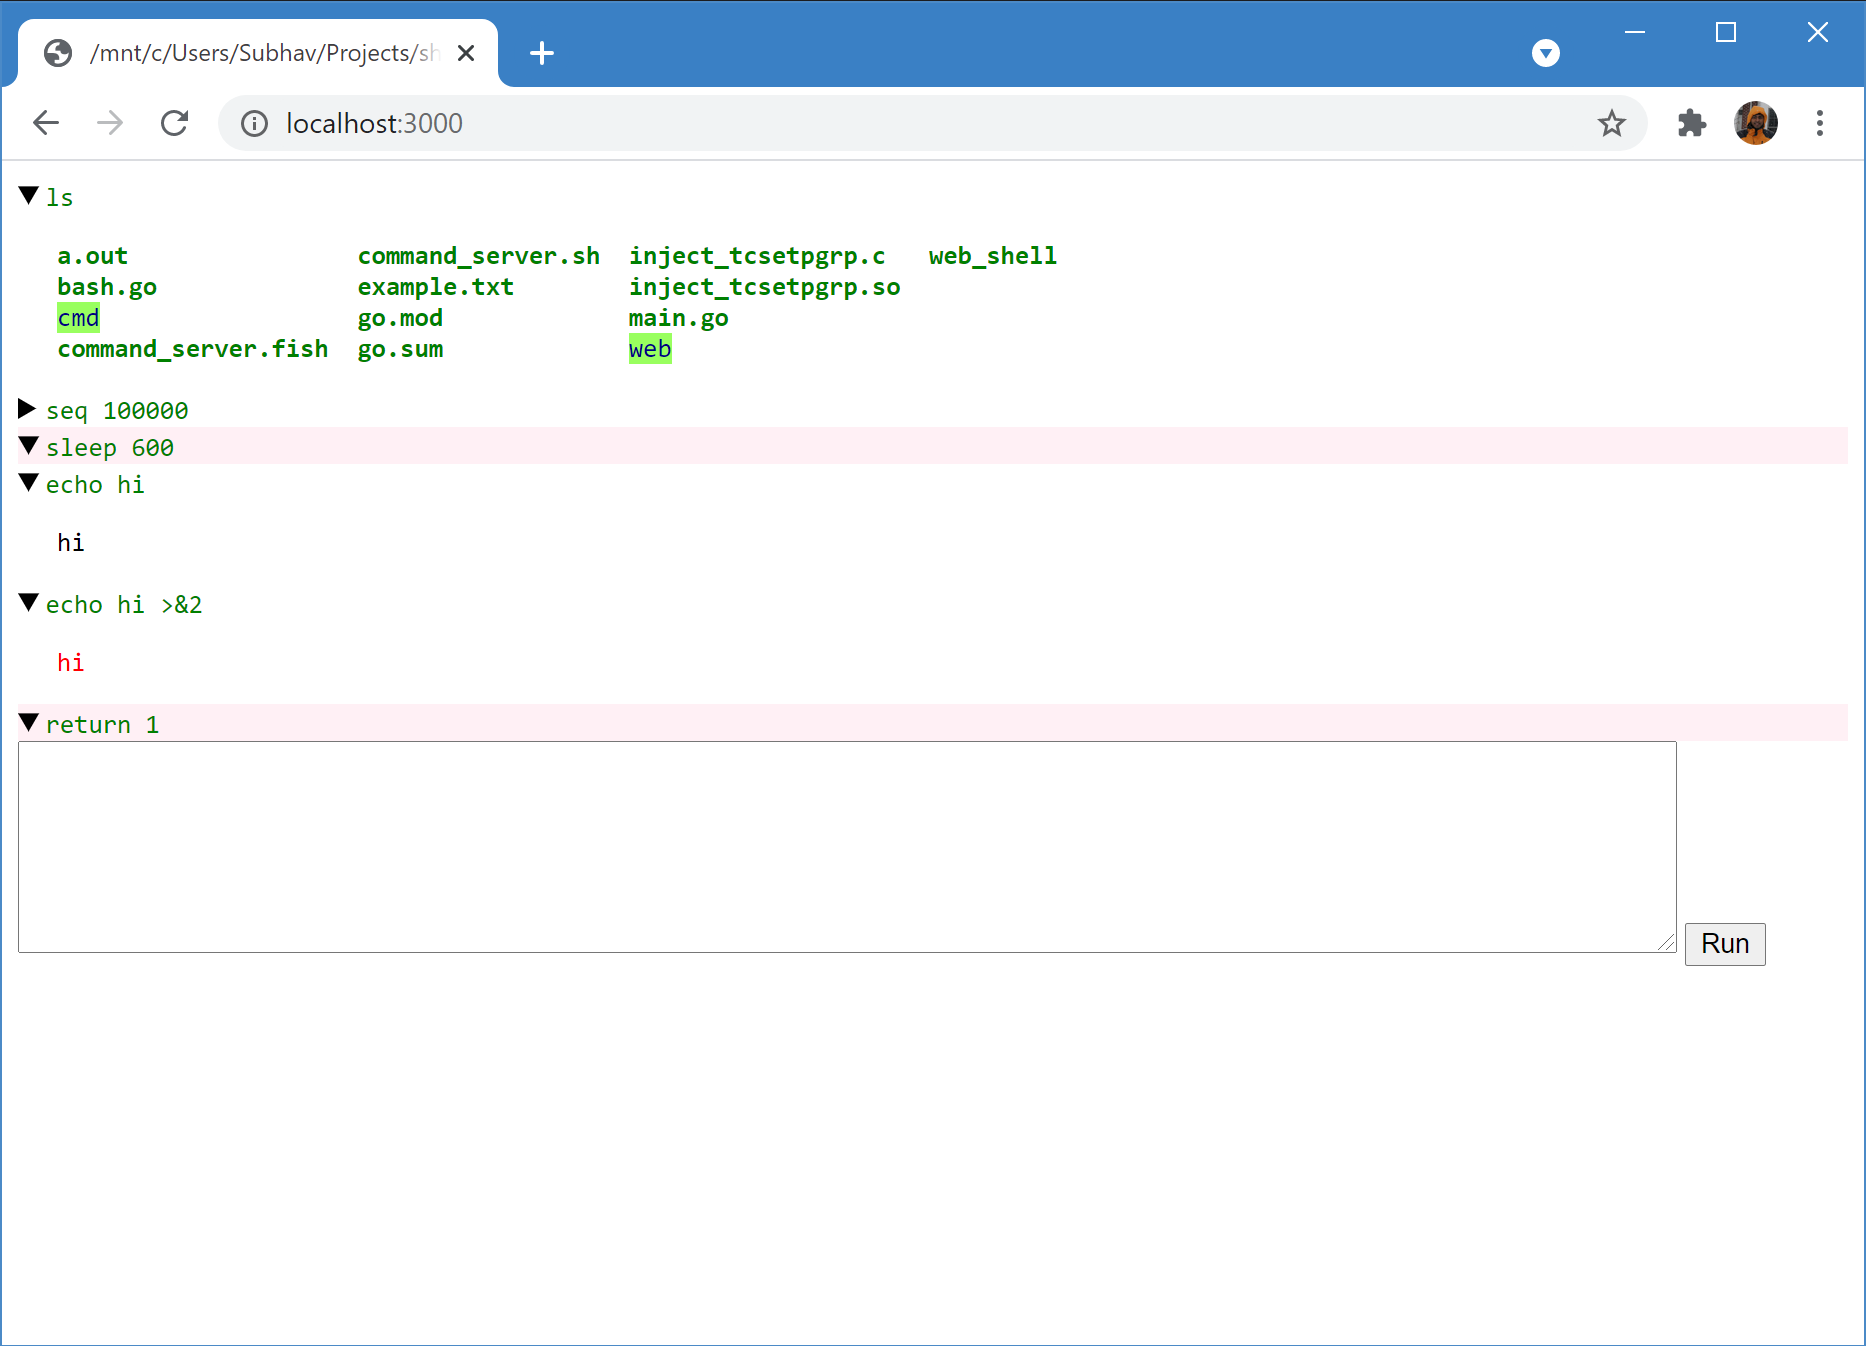 /mnt/c/Users/Subhav/Projects/sh
localhost:3000
ls
a.out command_server.sh inject_tcsetpgrp.c web_shell
bash.go example.txt inject_tcsetpgrp.so
cmd go.mod main.go
command_server.fish go.sum web
seq 100000
sleep 600
echo hi
hi
echo hi >&2
hi
return 1
Run